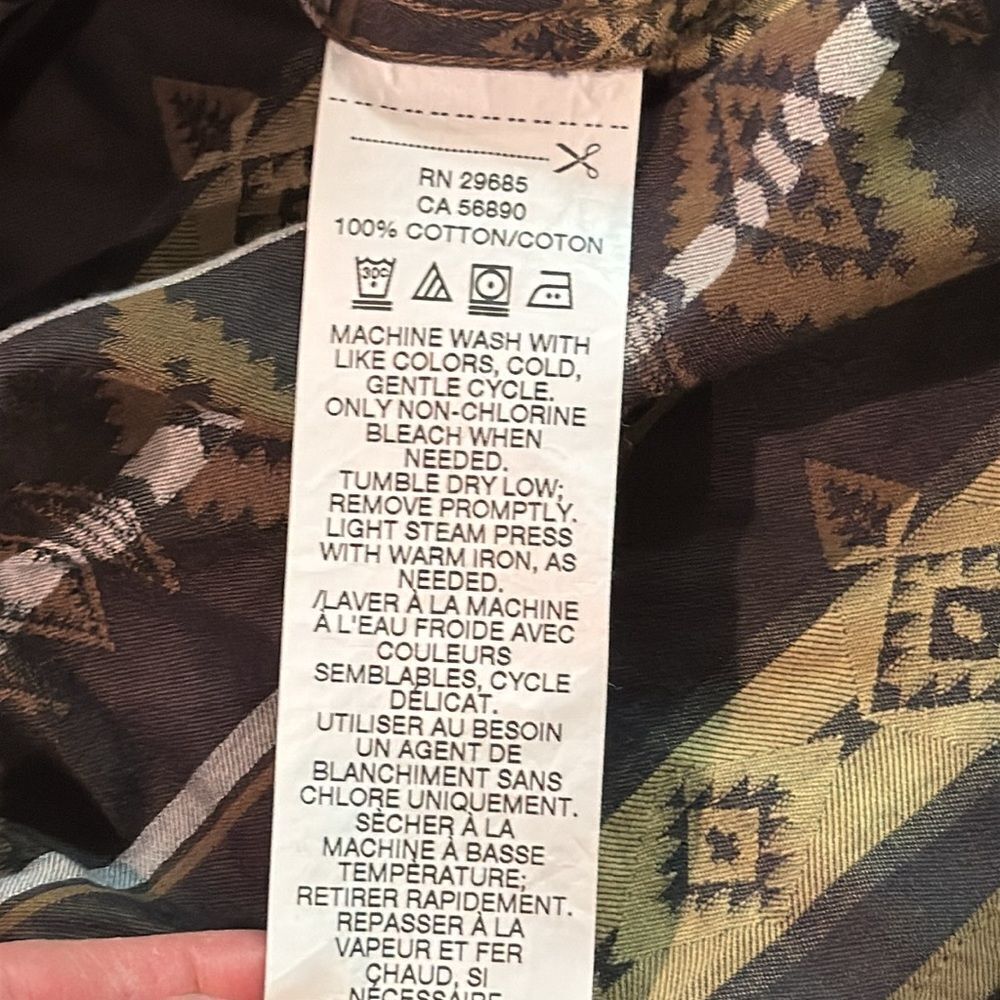 RN 29685
CA 56890
100% COTTON/COTON
30C
MACHINE WASH WITH
LIKE COLORS, COLD,
GENTLE CYCLE.
ONLY NON-CHLORINE
BLEACH WHEN
NEEDED.
TUMBLE DRY LOW;
REMOVE PROMPTLY.
LIGHT STEAM PRESS
WITH WARM IRON, AS
NEEDED.
/LAVER À LA MACHINE
À L'EAU FROIDE AVEC
COULEURS
SEMBLABLES, CYCLE
DÉLICAT.
UTILISER AU BESOIN
UN AGENT DE
BLANCHIMENT SANS
CHLORE UNIQUEMENT.
SÈCHER À LA
MACHINE À BASSE
TEMPÉRATURE;
RETIRER RAPIDEMENT.
REPASSER À LA
VAPEUR ET FER
CHAUD, SI
NÉCESSAIRE